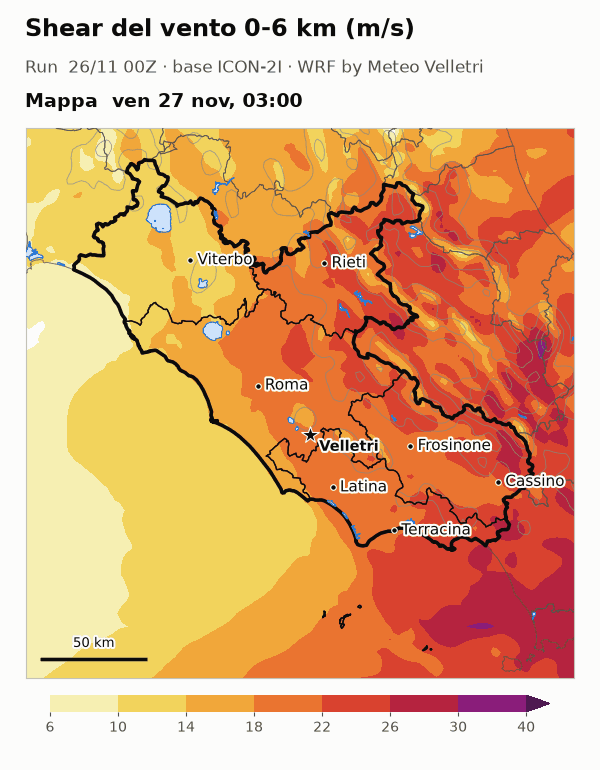 Shear del vento 0-6 km (m/s)
Run  26/11 00Z · base ICON-2I · WRF by Meteo Velletri
Mappa  ven 27 nov, 03:00
Viterbo
Rieti
Roma
Velletri
Frosinone
Cassino
Latina
Terracina
50 km
6 10 14 18 22 26 30 40